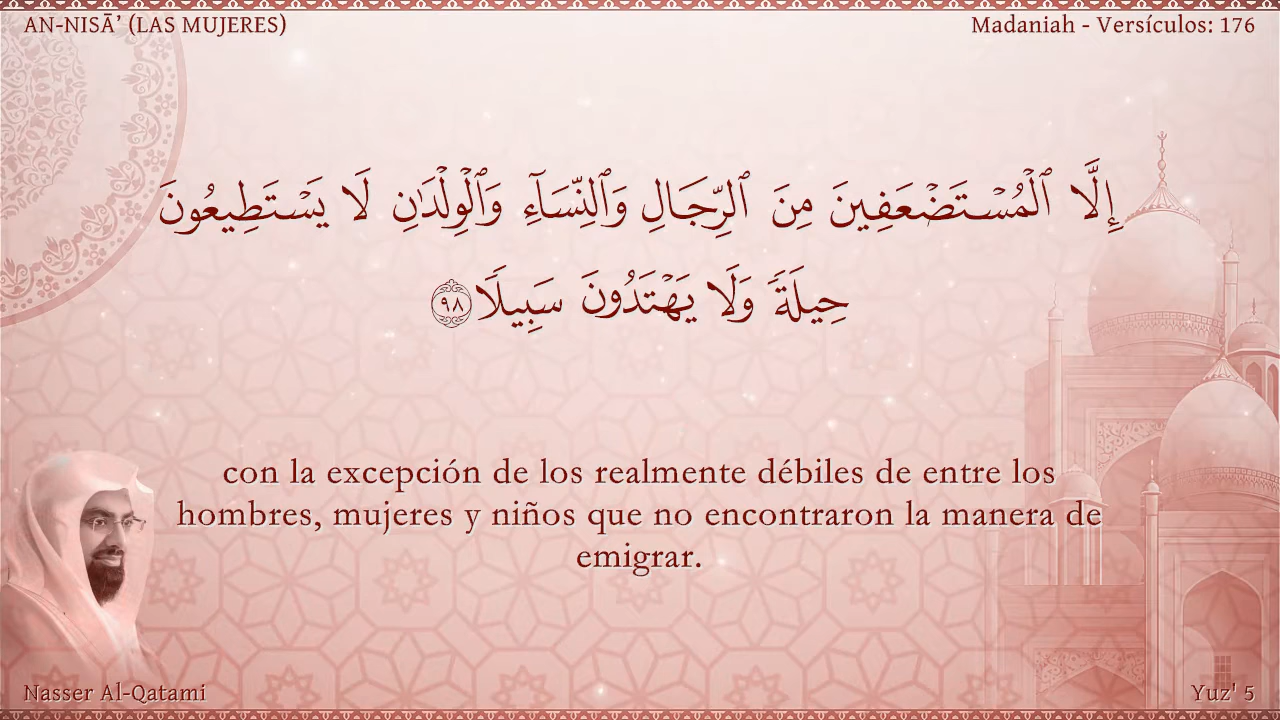 AN-NISĀ’ (LAS MUJERES)
Madaniah - Versículos: 176
إِلَّا ٱلْمُسْتَضْعَفِينَ مِنَ ٱلرِّجَالِ وَٱلنِّسَآءِ وَٱلْوِلْدَٰنِ لَا يَسْتَطِيعُونَ
حِيلَةً وَلَا يَهْتَدُونَ سَبِيلًا ٩٨
con la excepción de los realmente débiles de entre los
hombres, mujeres y niños que no encontraron la manera de
emigrar.
Nasser Al-Qatami
Yuz' 5